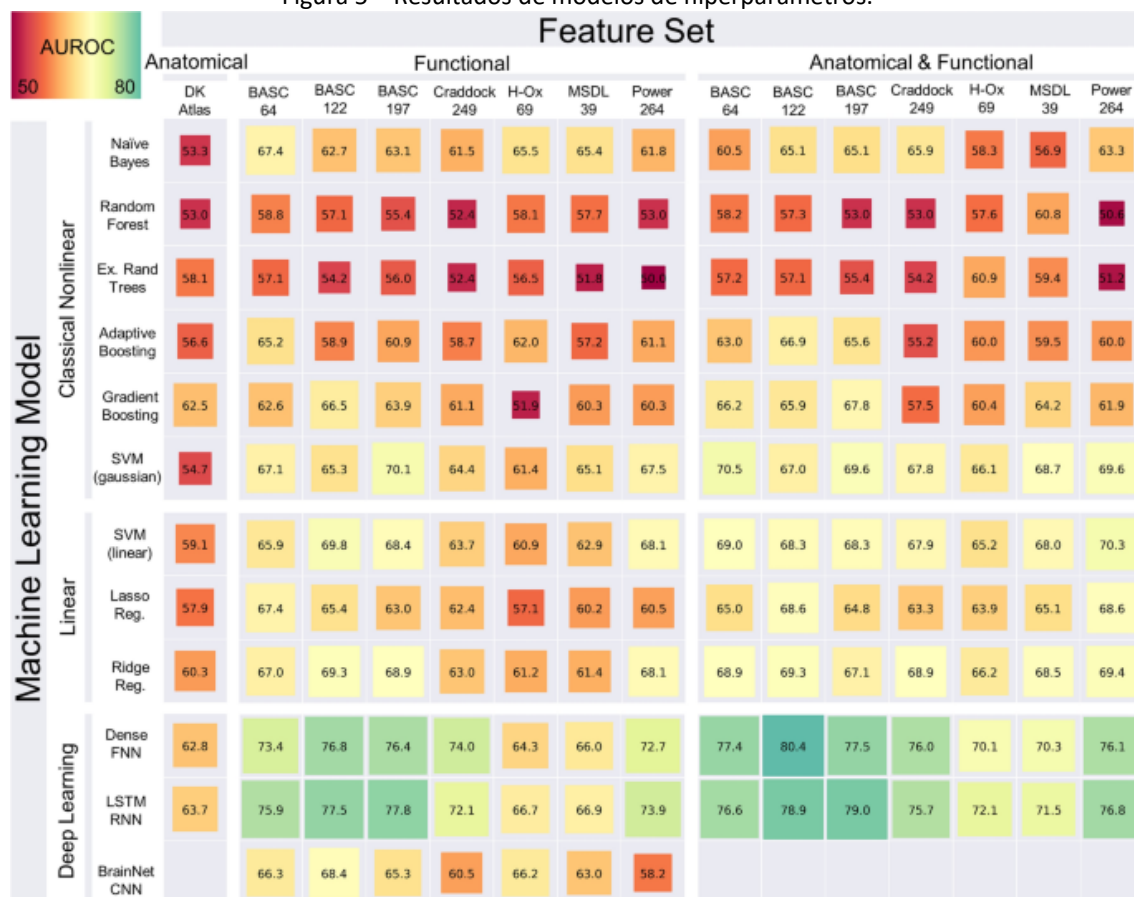 Figura 3 – Resultados de modelos de hiperparâmetros.
Feature Set
AUROC
50 80
Anatomical Functional Anatomical & Functional
DK Atlas BASC 64 BASC 122 BASC 197 Craddock 249 H-Ox 69 MSDL 39 Power 264 BASC 64 BASC 122 BASC 197 Craddock 249 H-Ox 69 MSDL 39 Power 264
Machine Learning Model
Classical Nonlinear
Naïve Bayes 53.3 67.4 62.7 63.1 61.5 65.5 65.4 61.8 60.5 65.1 65.1 65.9 58.3 56.9 63.3
Random Forest 53.0 58.8 57.1 55.4 52.4 58.1 57.7 53.0 58.2 57.3 53.0 53.0 57.6 60.8 50.6
Ex. Rand Trees 58.1 57.1 54.2 56.0 52.4 56.5 51.8 50.0 57.2 57.1 55.4 54.2 60.9 59.4 51.2
Adaptive Boosting 56.6 65.2 58.9 60.9 58.7 62.0 57.2 61.1 63.0 66.9 65.6 55.2 60.0 59.5 60.0
Gradient Boosting 62.5 62.6 66.5 63.9 61.1 51.9 60.3 60.3 66.2 65.9 67.8 57.5 60.4 64.2 61.9
SVM (gaussian) 54.7 67.1 65.3 70.1 64.4 61.4 65.1 67.5 70.5 67.0 69.6 67.8 66.1 68.7 69.6
Linear
SVM (linear) 59.1 65.9 69.8 68.4 63.7 60.9 62.9 68.1 69.0 68.3 68.3 67.9 65.2 68.0 70.3
Lasso Reg. 57.9 67.4 65.4 63.0 62.4 57.1 60.2 60.5 65.0 68.6 64.8 63.3 63.9 65.1 68.6
Ridge Reg. 60.3 67.0 69.3 68.9 63.0 61.2 61.4 68.1 68.9 69.3 67.1 68.9 66.2 68.5 69.4
Deep Learning
Dense FNN 62.8 73.4 76.8 76.4 74.0 64.3 66.0 72.7 77.4 80.4 77.5 76.0 70.1 70.3 76.1
LSTM RNN 63.7 75.9 77.5 77.8 72.1 66.7 66.9 73.9 76.6 78.9 79.0 75.7 72.1 71.5 76.8
BrainNet CNN 66.3 68.4 65.3 60.5 66.2 63.0 58.2